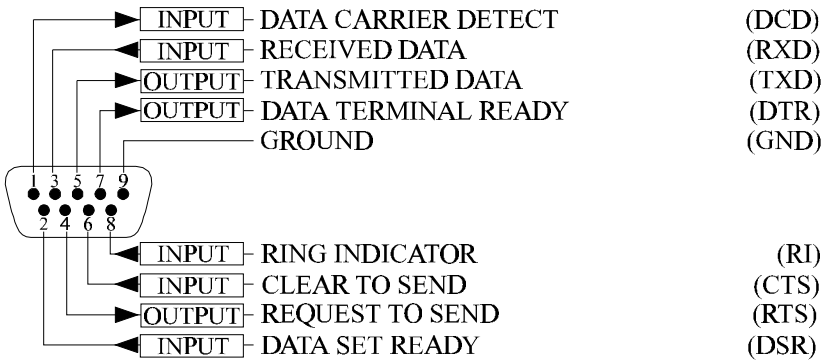 INPUT DATA CARRIER DETECT (DCD)
INPUT RECEIVED DATA (RXD)
OUTPUT TRANSMITTED DATA (TXD)
OUTPUT DATA TERMINAL READY (DTR)
GROUND (GND)
1 3 5 7 9
2 4 6 8
INPUT RING INDICATOR (RI)
INPUT CLEAR TO SEND (CTS)
OUTPUT REQUEST TO SEND (RTS)
INPUT DATA SET READY (DSR)